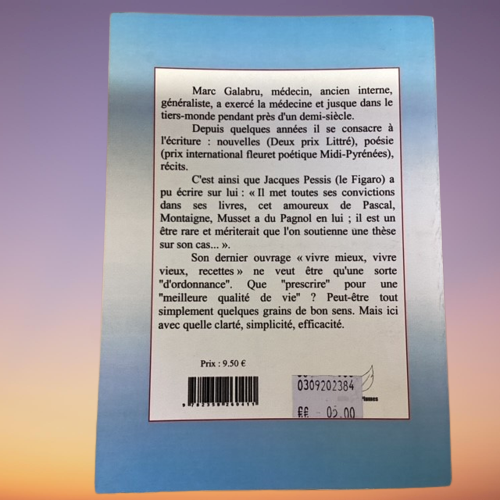 Marc Galabru, médecin, ancien interne,
généraliste, a exercé la médecine et jusque dans le
tiers-monde pendant près d'un demi-siècle.
Depuis quelques années il se consacre à
l'écriture : nouvelles (Deux prix Littré), poésie
(prix international fleuret poétique Midi-Pyrénées),
récits.
C'est ainsi que Jacques Pessis (le Figaro) a
pu écrire sur lui : « Il met toutes ses convictions
dans ses livres, cet amoureux de Pascal,
Montaigne, Musset a du Pagnol en lui ; il est un
être rare et mériterait que l'on soutienne une thèse
sur son cas... ».
Son dernier ouvrage « vivre mieux, vivre
vieux, recettes » ne veut être qu'une sorte
"d'ordonnance". Que "prescrire" pour une
"meilleure qualité de vie" ? Peut-être tout
simplement quelques grains de bon sens. Mais ici
avec quelle clarté, simplicité, efficacité.
Prix : 9.50 €
0309202384